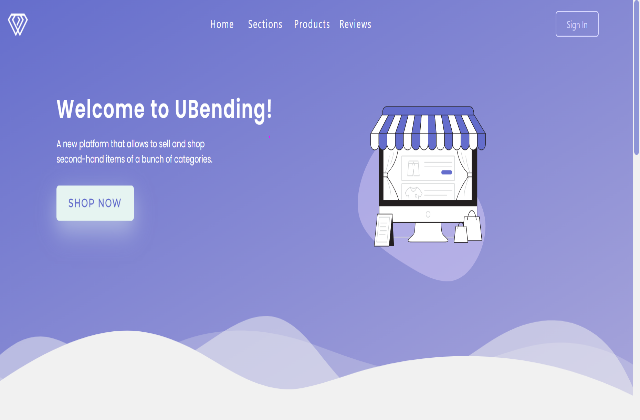 Home Sections Products Reviews Sign In
Welcome to UBending!
A new platform that allows to sell and shop
second-hand items of a bunch of categories.
SHOP NOW